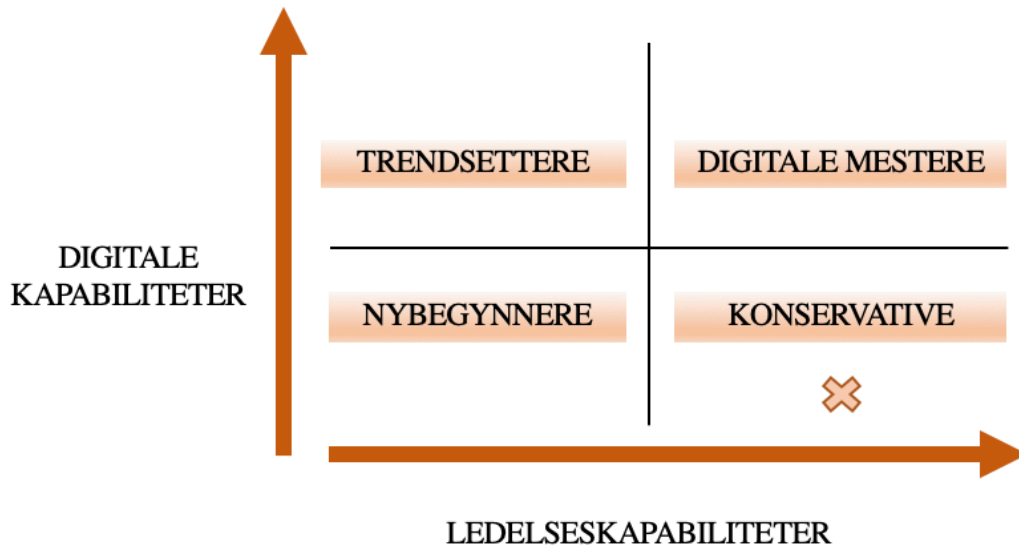 TRENDSETTERE
DIGITALE MESTERE
DIGITALE
KAPABILITETER
NYBEGYNNERE
KONSERVATIVE
LEDELSESKAPABILITETER